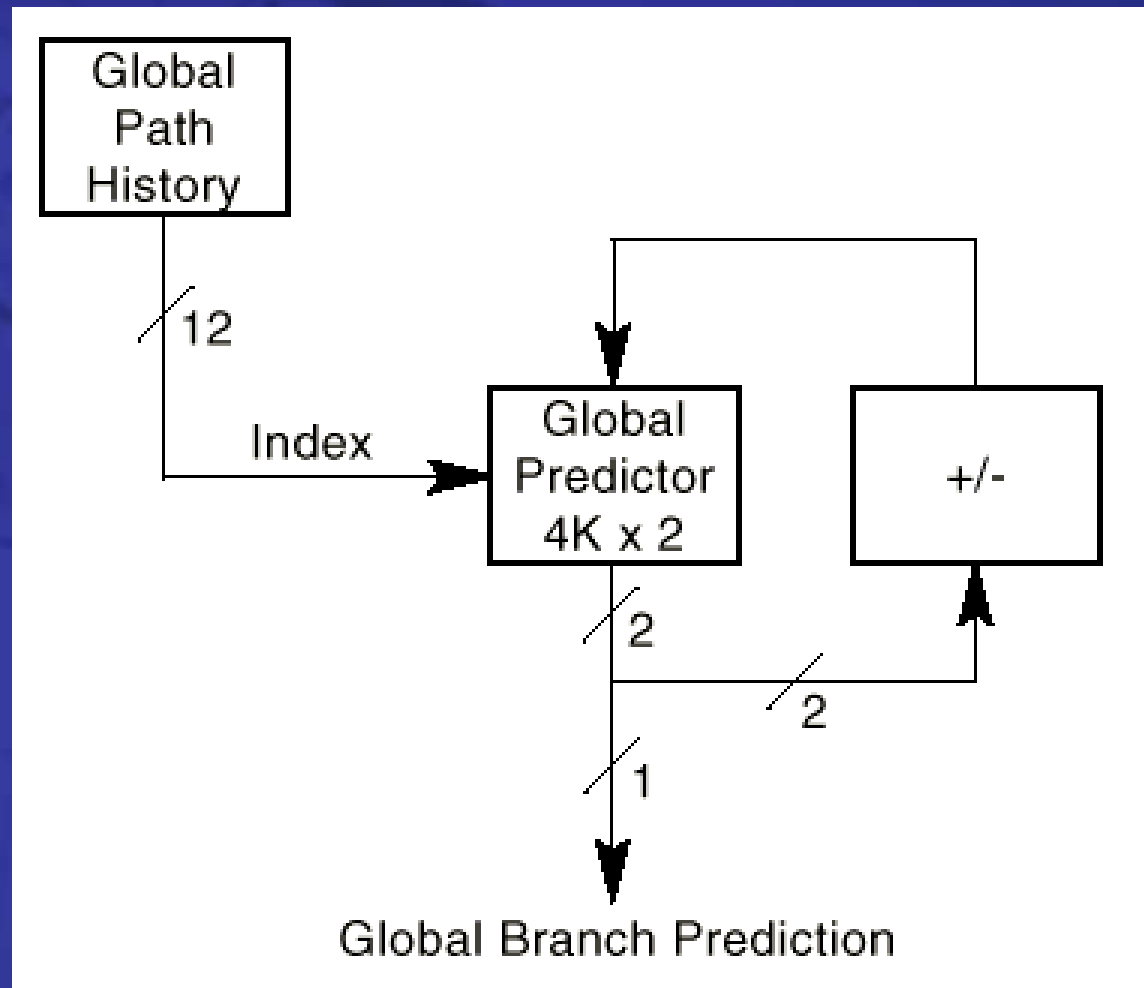 Global
Path
History
12
Index
Global
Predictor
4K x 2
+/-
2
2
1
Global Branch Prediction